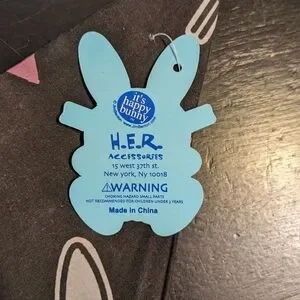 it's
happy
bunny
™
H.E.R.
ACCESSORIES
15 west 37th st.
New york, NY 10018
⚠WARNING
CHOKING HAZARD SMALL PARTS
NOT RECOMMENDED FOR CHILDREN UNDER 3 YEARS
Made in China